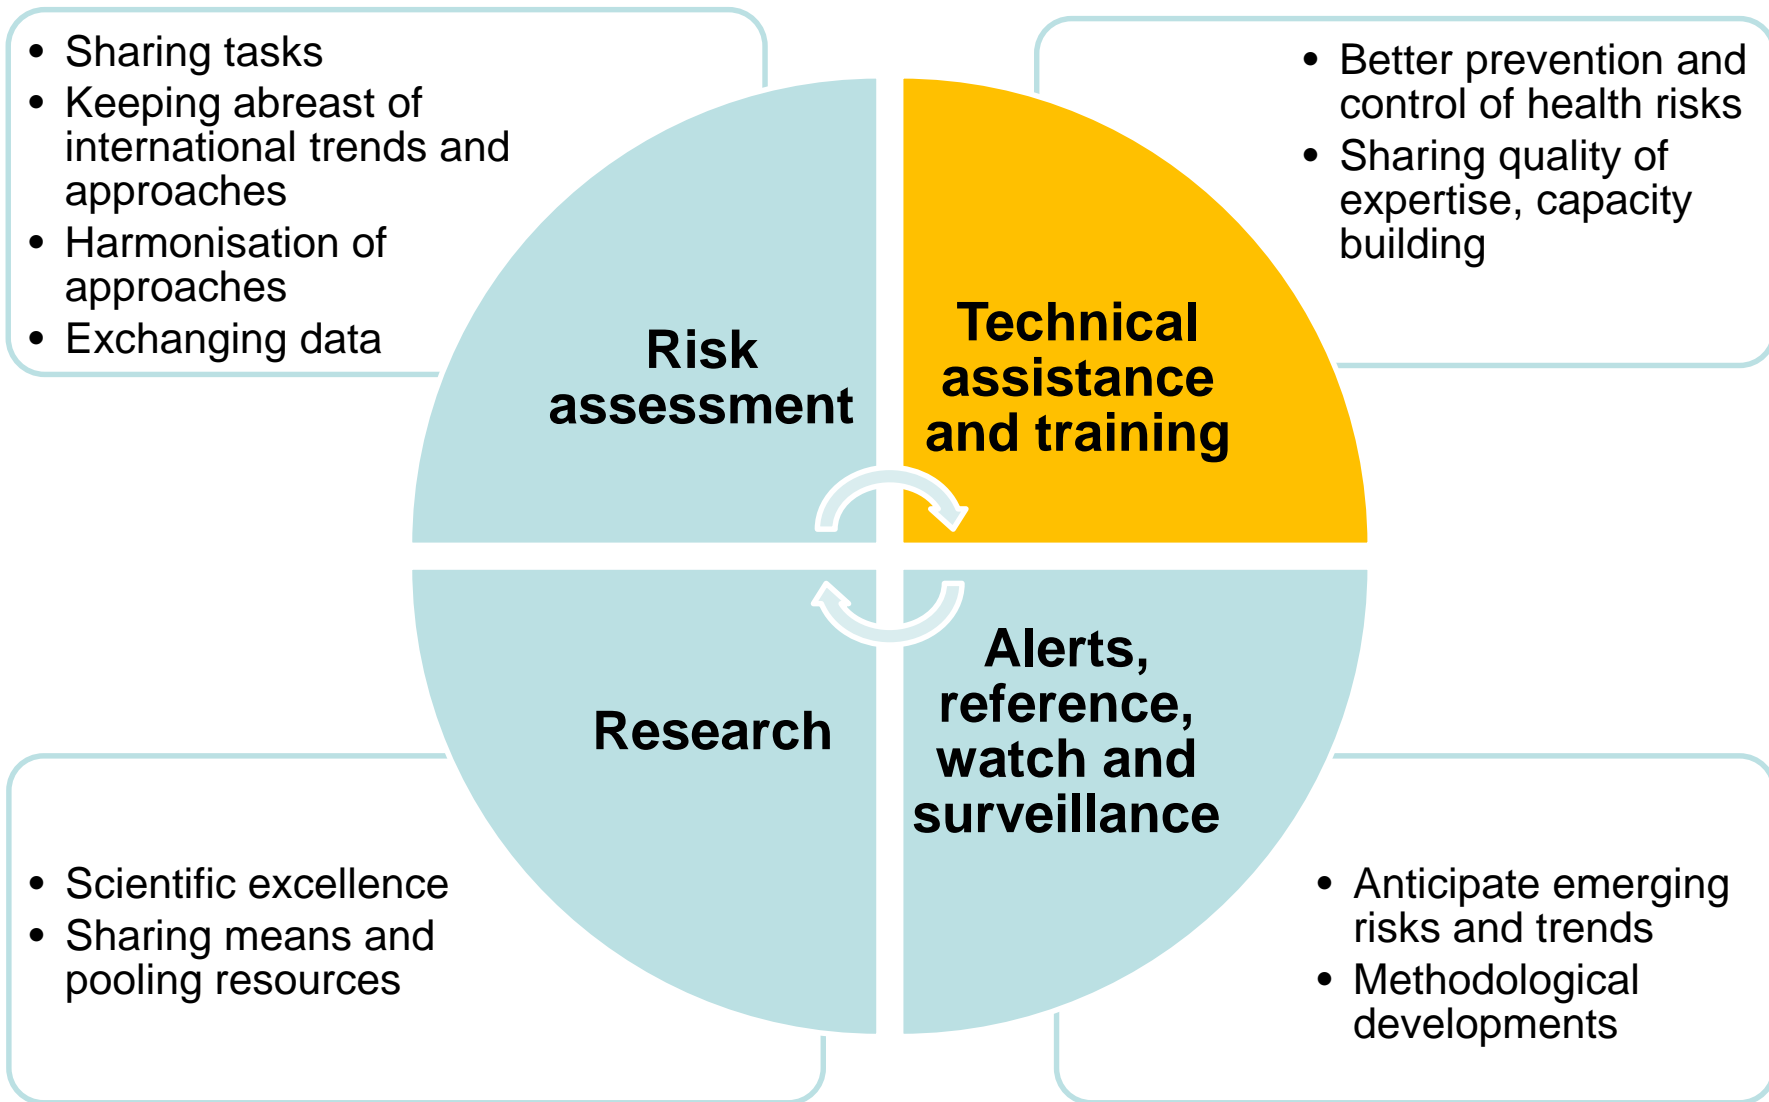 • Sharing tasks
• Keeping abreast of
international trends and
approaches
• Harmonisation of
approaches
• Exchanging data
• Better prevention and
control of health risks
• Sharing quality of
expertise, capacity
building
Risk
assessment
Technical
assistance
and training
Research
Alerts,
reference,
watch and
surveillance
• Scientific excellence
• Sharing means and
pooling resources
• Anticipate emerging
risks and trends
• Methodological
developments